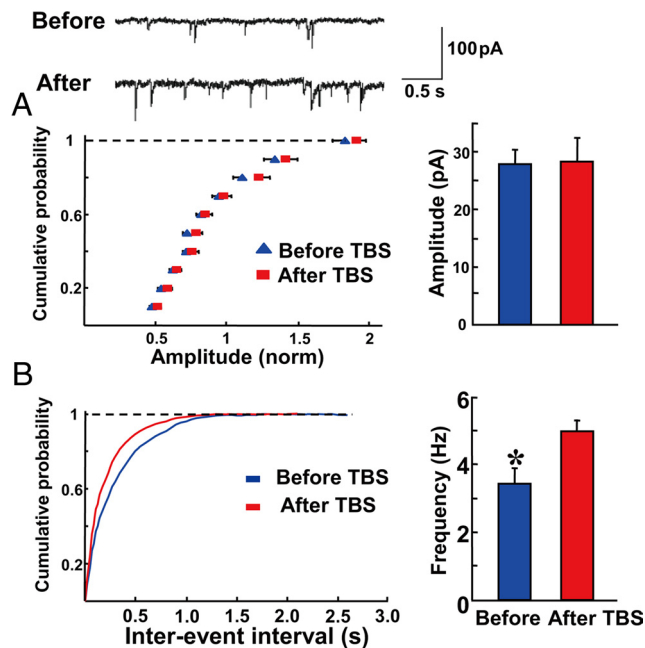 Before
After
100 pA
0.5 s
A
Cumulative probability
1
0.6
0.2
0.5
1
1.5
2
Amplitude (norm)
Before TBS
After TBS
Amplitude (pA)
30
20
10
0
B
Cumulative probability
1
0.6
0.2
0.5
1.0
1.5
2.0
2.5
3.0
Inter-event interval (s)
Before TBS
After TBS
Frequency (Hz)
6
4
2
0
*
Before After TBS